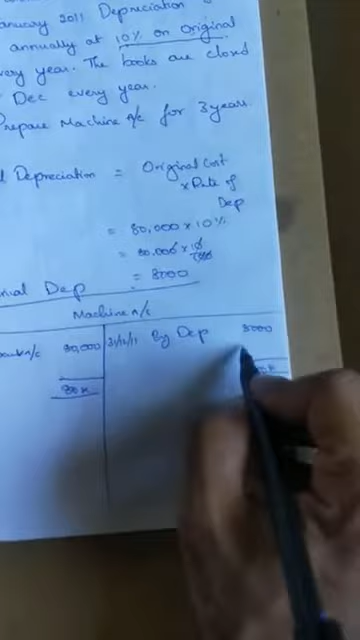 January 2011 Depreciation
annually at 10% on Original
every year. The books are closed
Dec every year.
Prepare Machine A/c for 3 years.
Depreciation = Original Cost
x Rate of
Dep
= 80,000 x 10%
= 80,000 x 10/100
= 8000
Dep
Machine A/c
A/c 80,000 31/12/11 By Dep 8000
80K